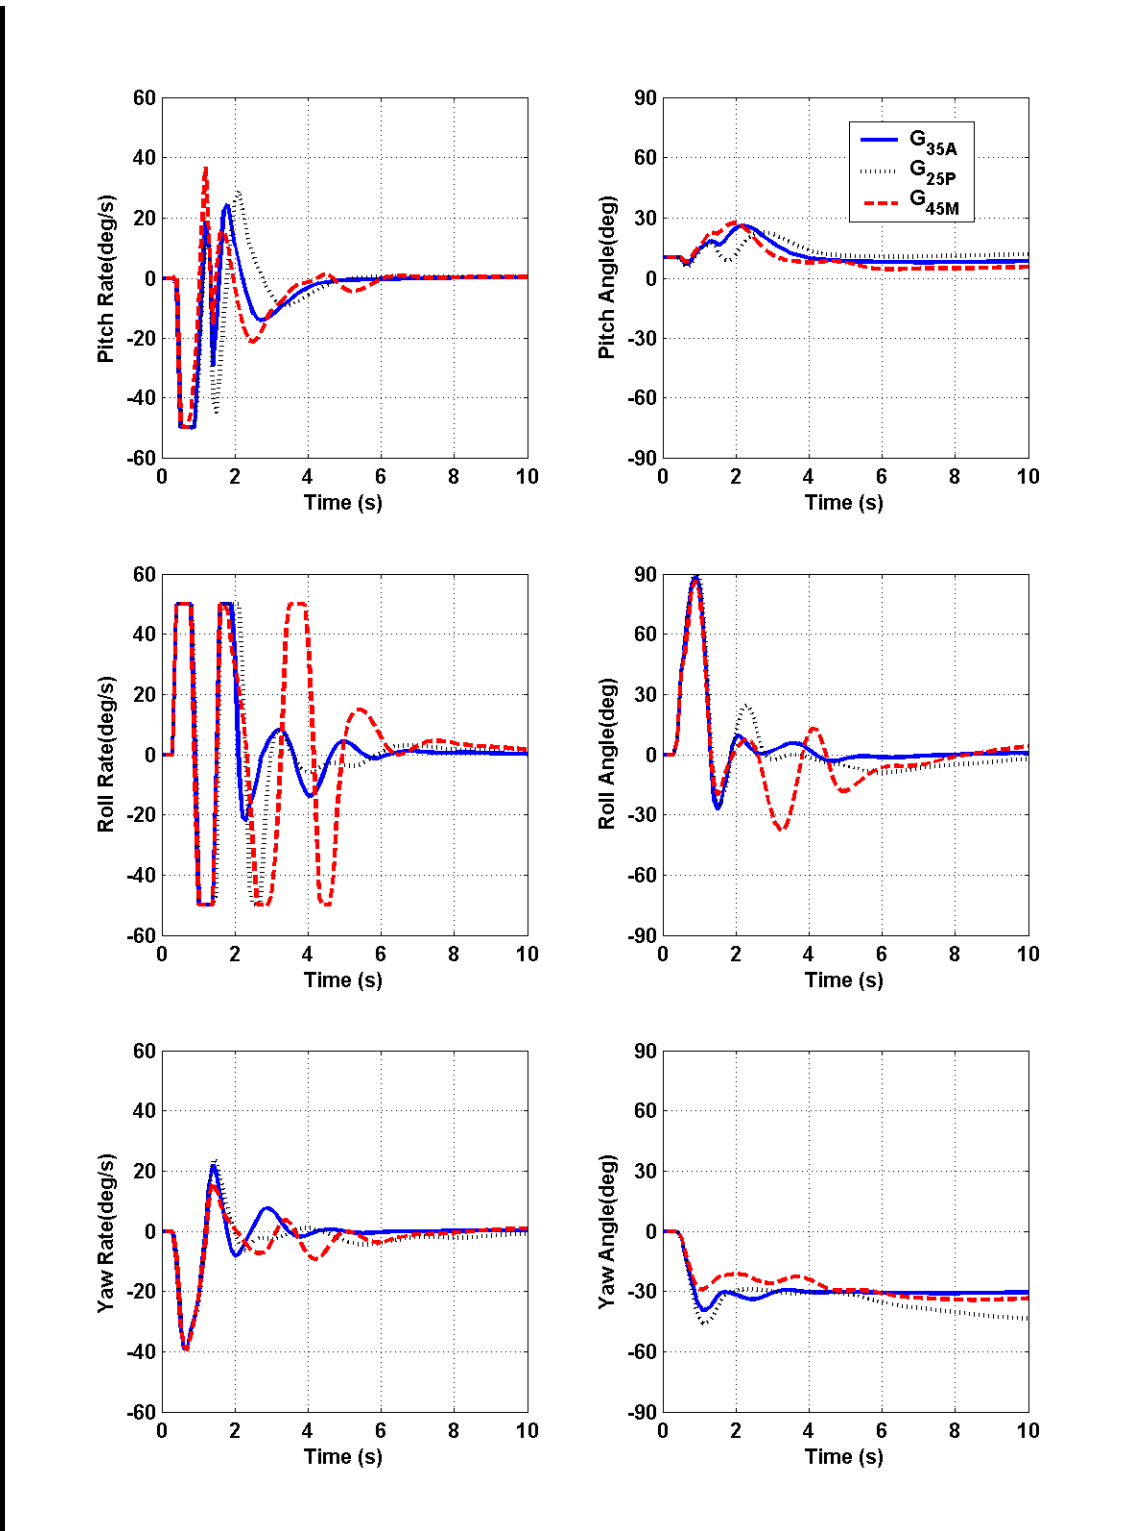 60
40
20
0
-20
-40
-60
Pitch Rate(deg/s)
0 2 4 6 8 10
Time (s)
90
60
30
0
-30
-60
-90
Pitch Angle(deg)
G35A
G25P
G45M
0 2 4 6 8 10
Time (s)
60
40
20
0
-20
-40
-60
Roll Rate(deg/s)
0 2 4 6 8 10
Time (s)
90
60
30
0
-30
-60
-90
Roll Angle(deg)
0 2 4 6 8 10
Time (s)
60
40
20
0
-20
-40
-60
Yaw Rate(deg/s)
0 2 4 6 8 10
Time (s)
90
60
30
0
-30
-60
-90
Yaw Angle(deg)
0 2 4 6 8 10
Time (s)